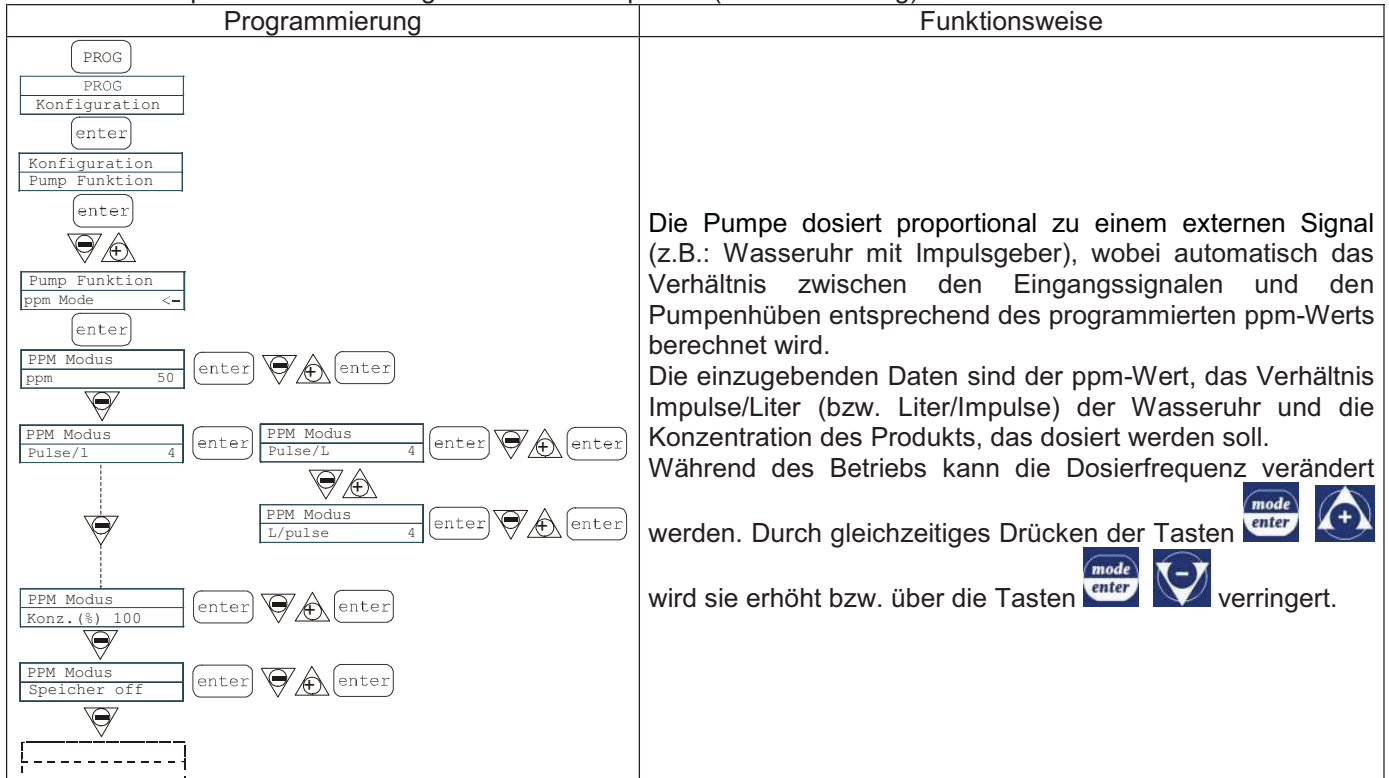 Programmierung
Funktionsweise
PROG
PROG
Konfiguration
enter
Konfiguration
Pump Funktion
enter
Pump Funktion
ppm Mode <-
enter
PPM Modus
ppm 50
enter
enter
PPM Modus
Pulse/l 4
enter
PPM Modus
Pulse/L 4
enter
enter
PPM Modus
L/pulse 4
enter
enter
PPM Modus
Konz.(%) 100
enter
enter
PPM Modus
Speicher off
enter
enter
Die Pumpe dosiert proportional zu einem externen Signal
(z.B.: Wasseruhr mit Impulsgeber), wobei automatisch das
Verhältnis zwischen den Eingangssignalen und den
Pumpenhüben entsprechend des programmierten ppm-Werts
berechnet wird.
Die einzugebenden Daten sind der ppm-Wert, das Verhältnis
Impulse/Liter (bzw. Liter/Impulse) der Wasseruhr und die
Konzentration des Produkts, das dosiert werden soll.
Während des Betriebs kann die Dosierfrequenz verändert
werden. Durch gleichzeitiges Drücken der Tasten mode enter +
wird sie erhöht bzw. über die Tasten mode enter - verringert.